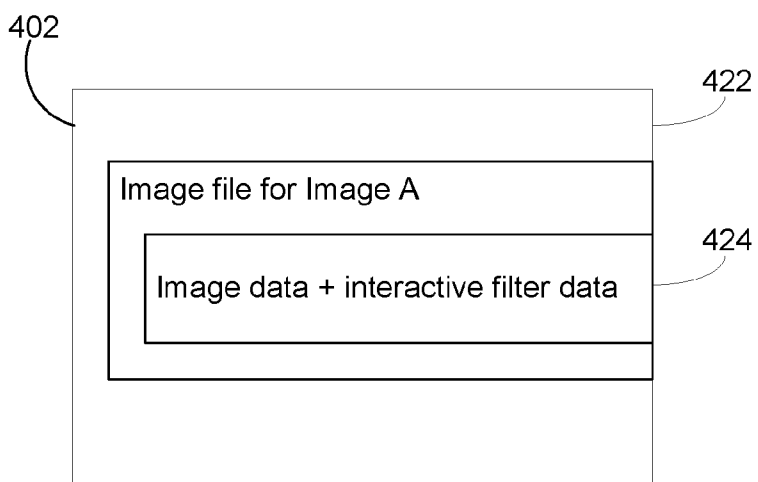 402
422
Image file for Image A
424
Image data + interactive filter data